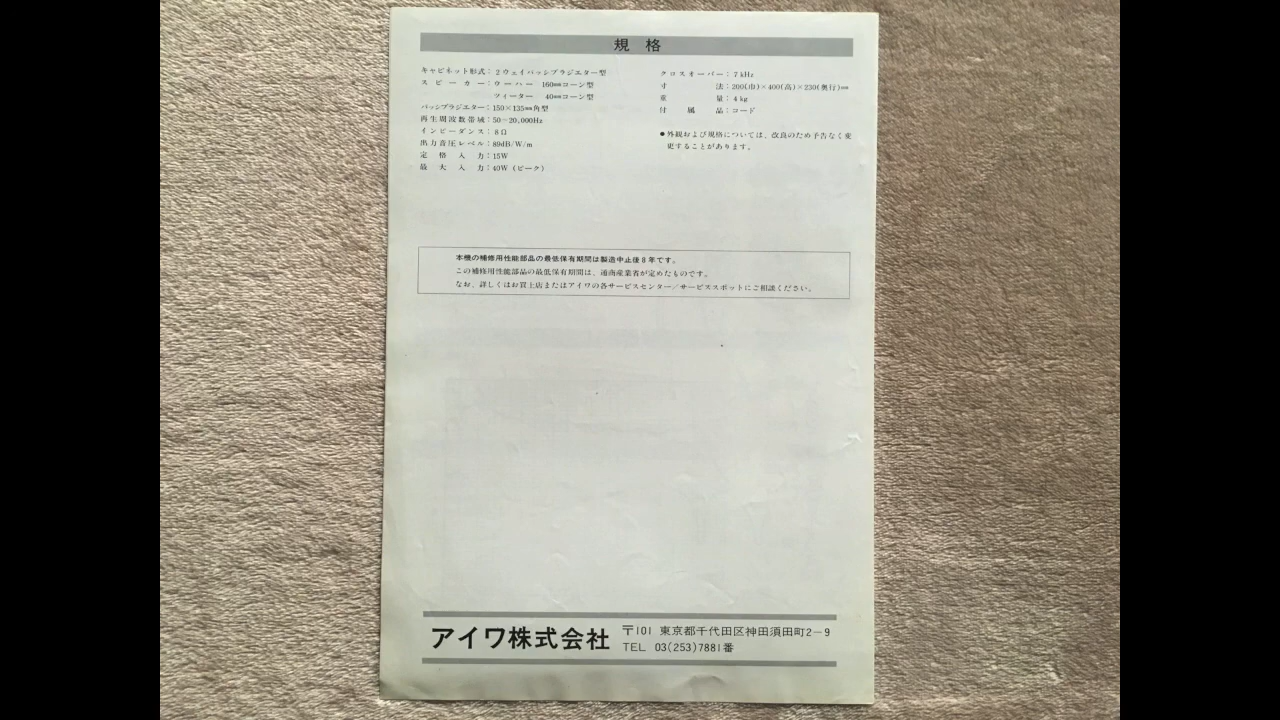 規格
キャビネット形式：2ウェイパッシブラジエター型
スピーカー：ウーハー 160mmコーン型
ツィーター 40mmコーン型
パッシブラジエター：150×135mm角型
再生周波数帯域：50〜20,000Hz
インピーダンス：8Ω
出力音圧レベル：89dB/W/m
定格入力：15W
最大入力：40W（ピーク）
クロスオーバー：7kHz
寸法：200(巾)×400(高)×230(奥行)mm
重量：4kg
付属品：コード
●外観および規格については、改良のため予告なく変
更することがあります。
本機の補修用性能部品の最低保有期間は製造中止後8年です。
この補修用性能部品の最低保有期間は、通商産業省が定めたものです。
なお、詳しくはお買上店またはアイワの各サービスセンター／サービススポットにご相談ください。
アイワ株式会社
〒101 東京都千代田区神田須田町2−9
TEL 03(253)7881番